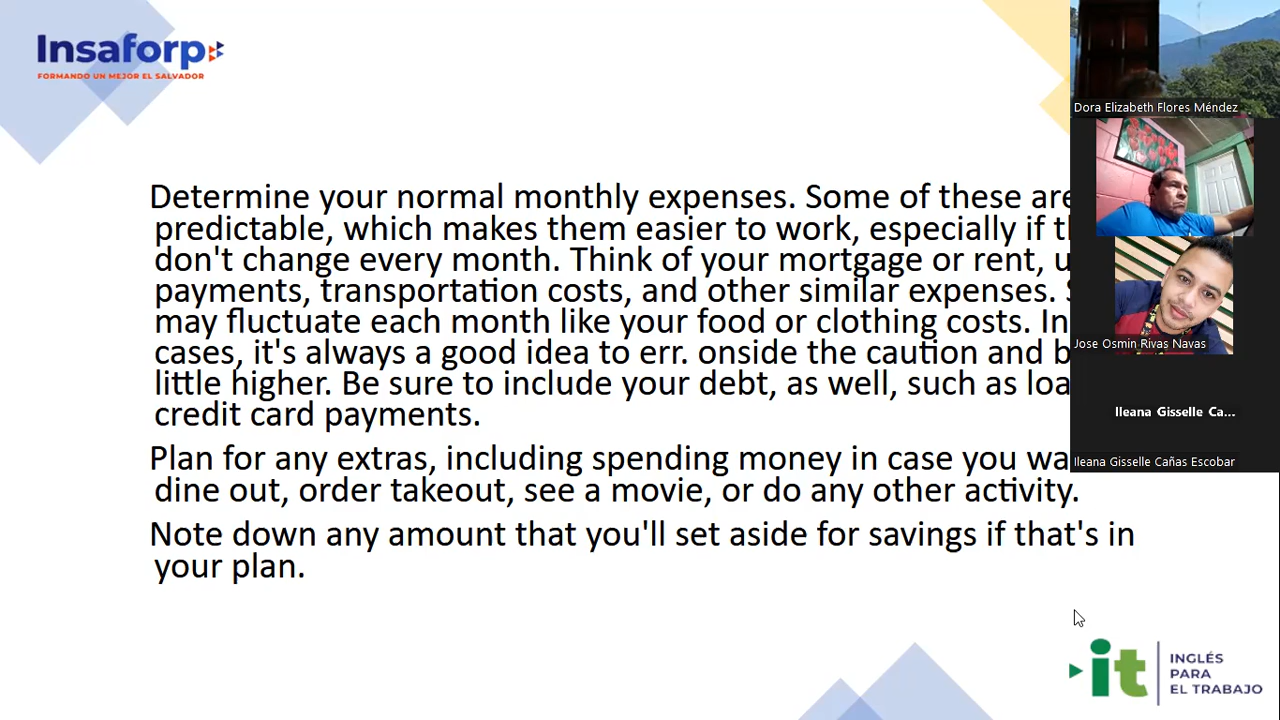 Insaforp
FORMANDO UN MEJOR EL SALVADOR
Determine your normal monthly expenses. Some of these are
predictable, which makes them easier to work, especially if
don't change every month. Think of your mortgage or rent,
payments, transportation costs, and other similar expenses.
may fluctuate each month like your food or clothing costs. In
cases, it's always a good idea to err. onside the caution and
little higher. Be sure to include your debt, as well, such as
credit card payments.
Plan for any extras, including spending money in case you
dine out, order takeout, see a movie, or do any other activity.
Note down any amount that you'll set aside for savings if that's in
your plan.
Dora Elizabeth Flores Méndez
Jose Osmin Rivas Navas
Ileana Gisselle Ca...
Ileana Gisselle Cañas Escobar
it
INGLÉS
PARA
EL TRABAJO